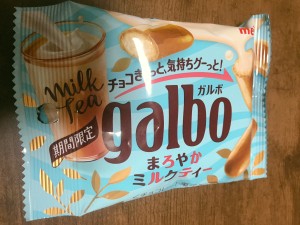 me
チョコぎゅっと、気持ちグーっと!
Milk
Tea
galbo
ガルボ
期間限定
まろやか
ミルクティー